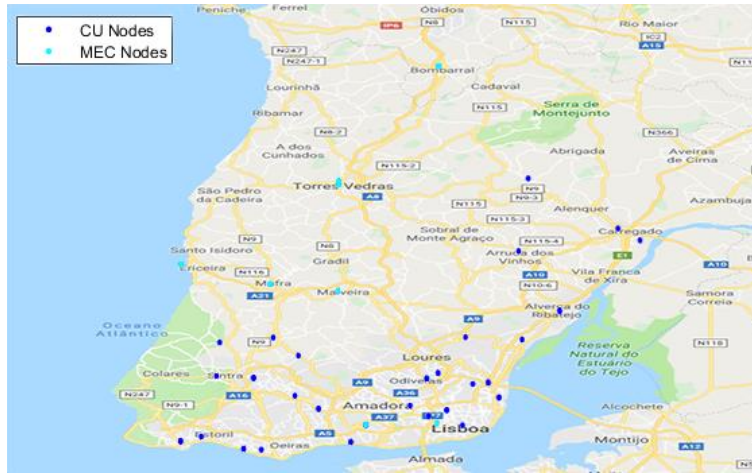 CU Nodes
MEC Nodes
Peniche
Ferrel
Óbidos
IP6
N8
N115
Rio Maior
IC2
A15
N114
N247
N247-1
Bombarral
Lourinhã
Cadaval
N115
Ribamar
Serra de
Montejunto
N8-2
N366
A dos
Cunhados
Abrigada
Aveiras
de Cima
N115-2
Torres Vedras
São Pedro
da Cadeira
A8
N9
N9-3
N115
Alenquer
Azambuja
N115-3
N9
Sobral de
Monte Agraço
Carregado
Santo Isidoro
N8
N115-4
Arruda dos
Vinhos
E1
Ericeira
Gradil
N116
A10
Vila Franca
de Xira
A10
Mafra
Malveira
N10-6
Samora
Correia
A21
Alverca do
Ribatejo
Oceano
Atlântico
A9
N9
Reserva
Natural do
Estuário
do Tejo
N118
Loures
Colares
Sintra
A9
Odivelas
N247
A16
A36
N9-1
Amadora
A37
Alcochete
Estoril
A5
Lisboa
Oeiras
Montijo
A12
Almada